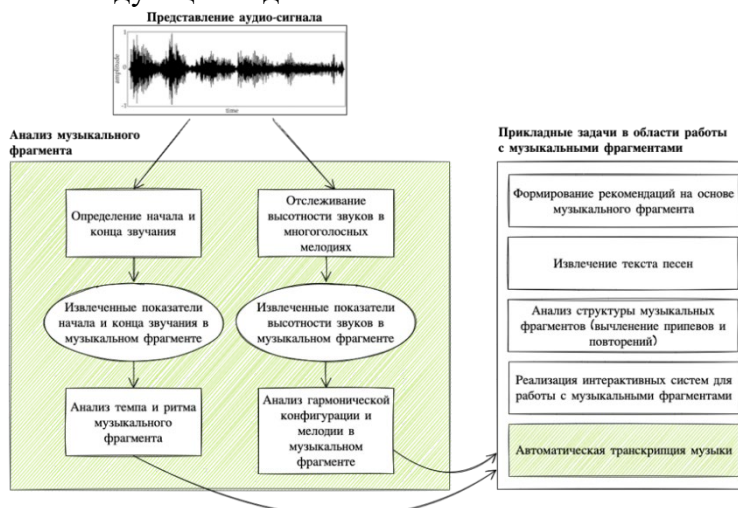 Представление аудио-сигнала
1
0
-1
amplitude
time
Анализ музыкального
фрагмента
Определение начала и
конца звучания
Отслеживание
высотности звуков в
многоголосных
мелодиях
Извлеченные показатели
начала и конца звучания в
музыкальном фрагменте
Извлеченные показатели
высотности звуков в
музыкальном фрагменте
Анализ темпа и ритма
музыкального
фрагмента
Анализ гармонической
конфигурации и
мелодии в
музыкальном
фрагменте
Прикладные задачи в области работы
с музыкальными фрагментами
Формирование рекомендаций на основе
музыкального фрагмента
Извлечение текста песен
Анализ структуры музыкальных
фрагментов (вычленение припевов и
повторений)
Реализация интерактивных систем для
работы с музыкальными фрагментами
Автоматическая транскрипция музыки